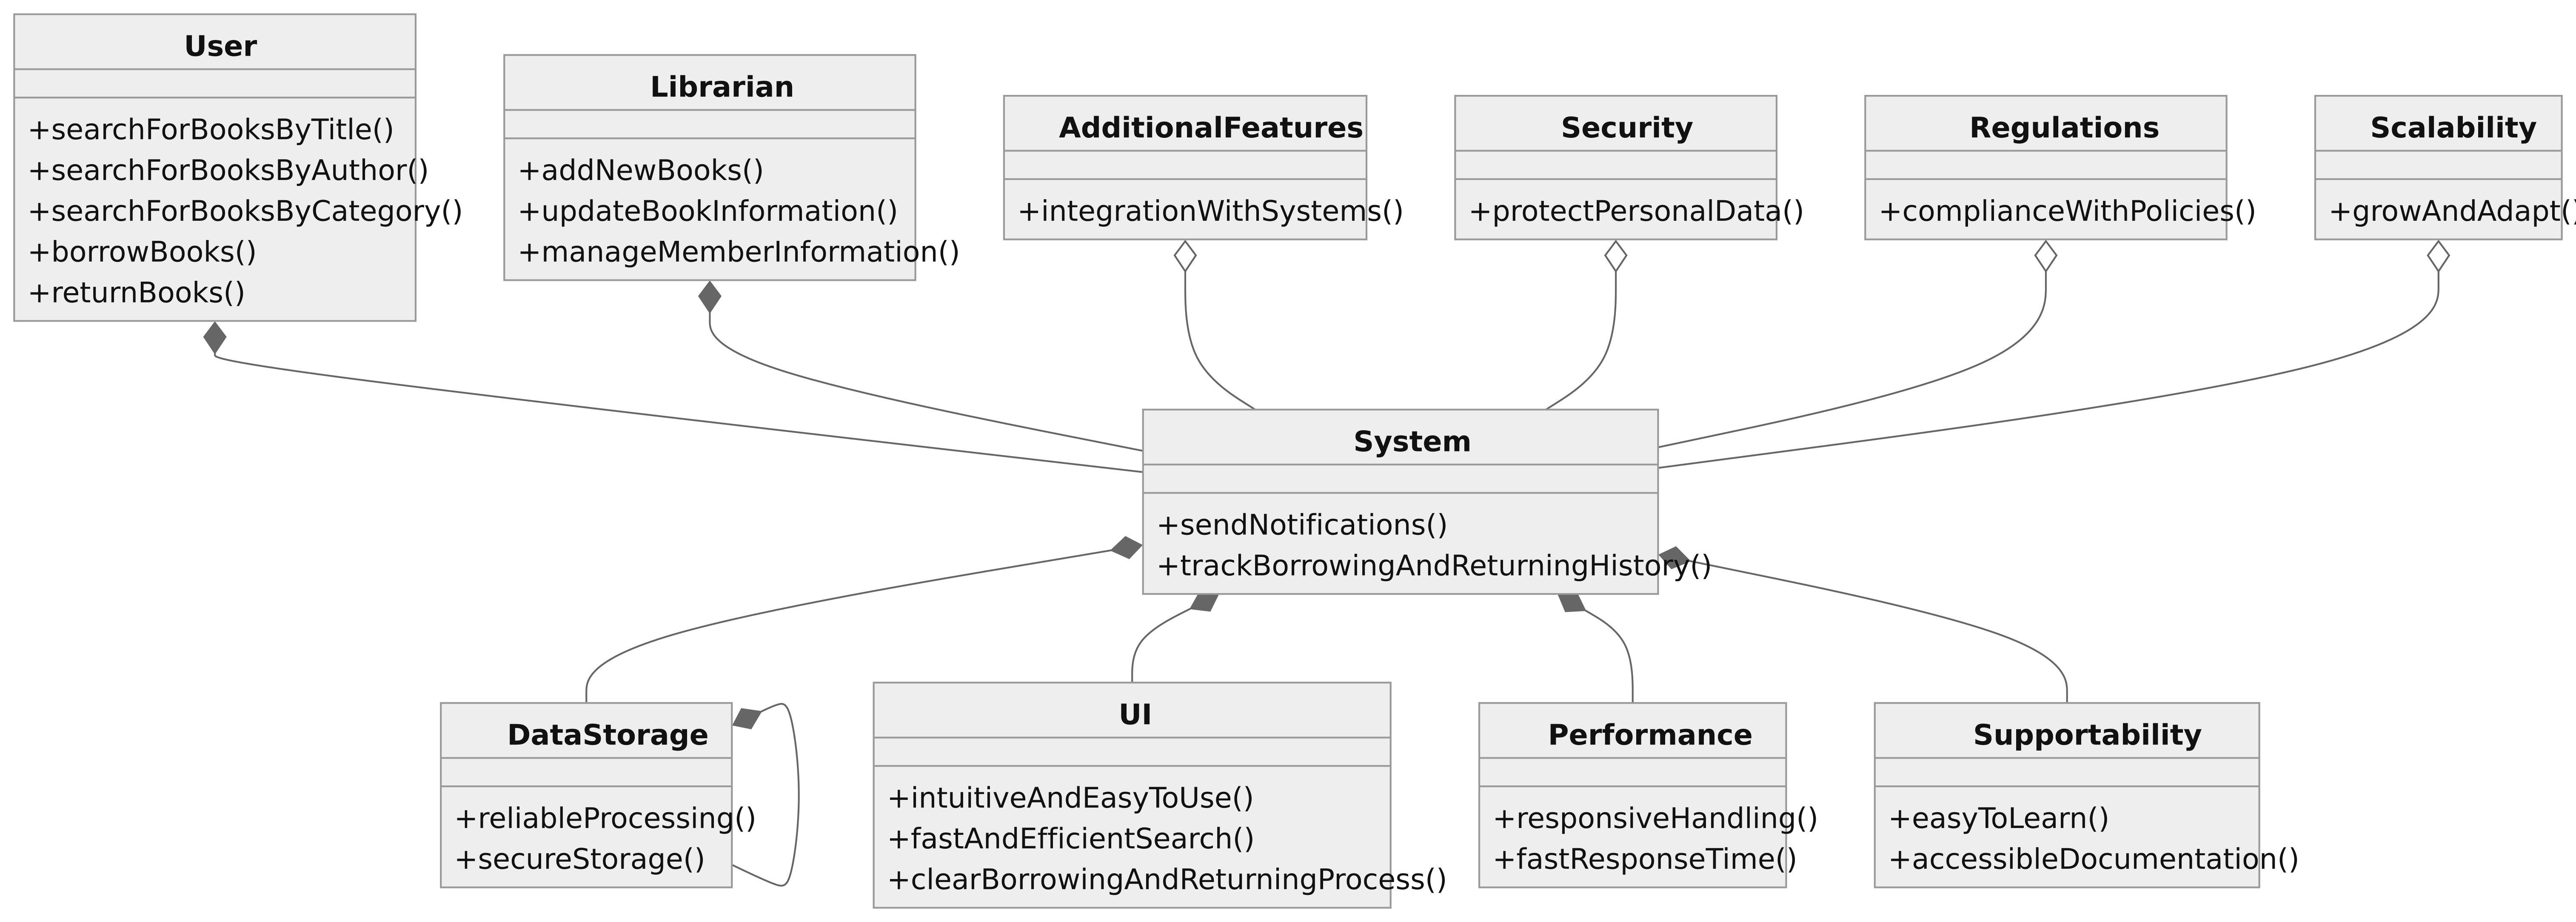 User
+searchForBooksByTitle()
+searchForBooksByAuthor()
+searchForBooksByCategory()
+borrowBooks()
+returnBooks()
Librarian
+addNewBooks()
+updateBookInformation()
+manageMemberInformation()
AdditionalFeatures
+integrationWithSystems()
Security
+protectPersonalData()
Regulations
+complianceWithPolicies()
Scalability
+growAndAdapt()
System
+sendNotifications()
+trackBorrowingAndReturningHistory()
DataStorage
+reliableProcessing()
+secureStorage()
UI
+intuitiveAndEasyToUse()
+fastAndEfficientSearch()
+clearBorrowingAndReturningProcess()
Performance
+responsiveHandling()
+fastResponseTime()
Supportability
+easyToLearn()
+accessibleDocumentation()